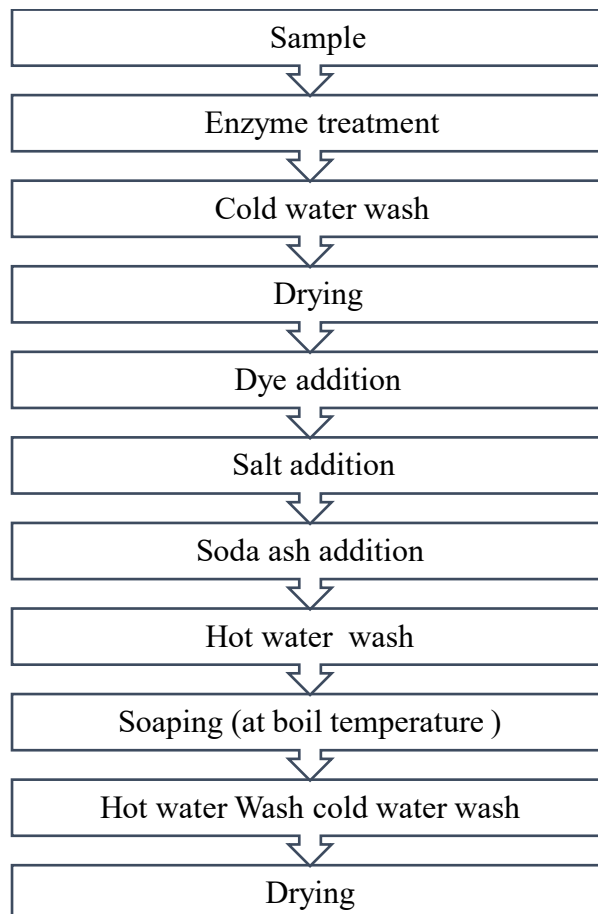 Sample
Enzyme treatment
Cold water wash
Drying
Dye addition
Salt addition
Soda ash addition
Hot water  wash
Soaping (at boil temperature )
Hot water Wash cold water wash
Drying